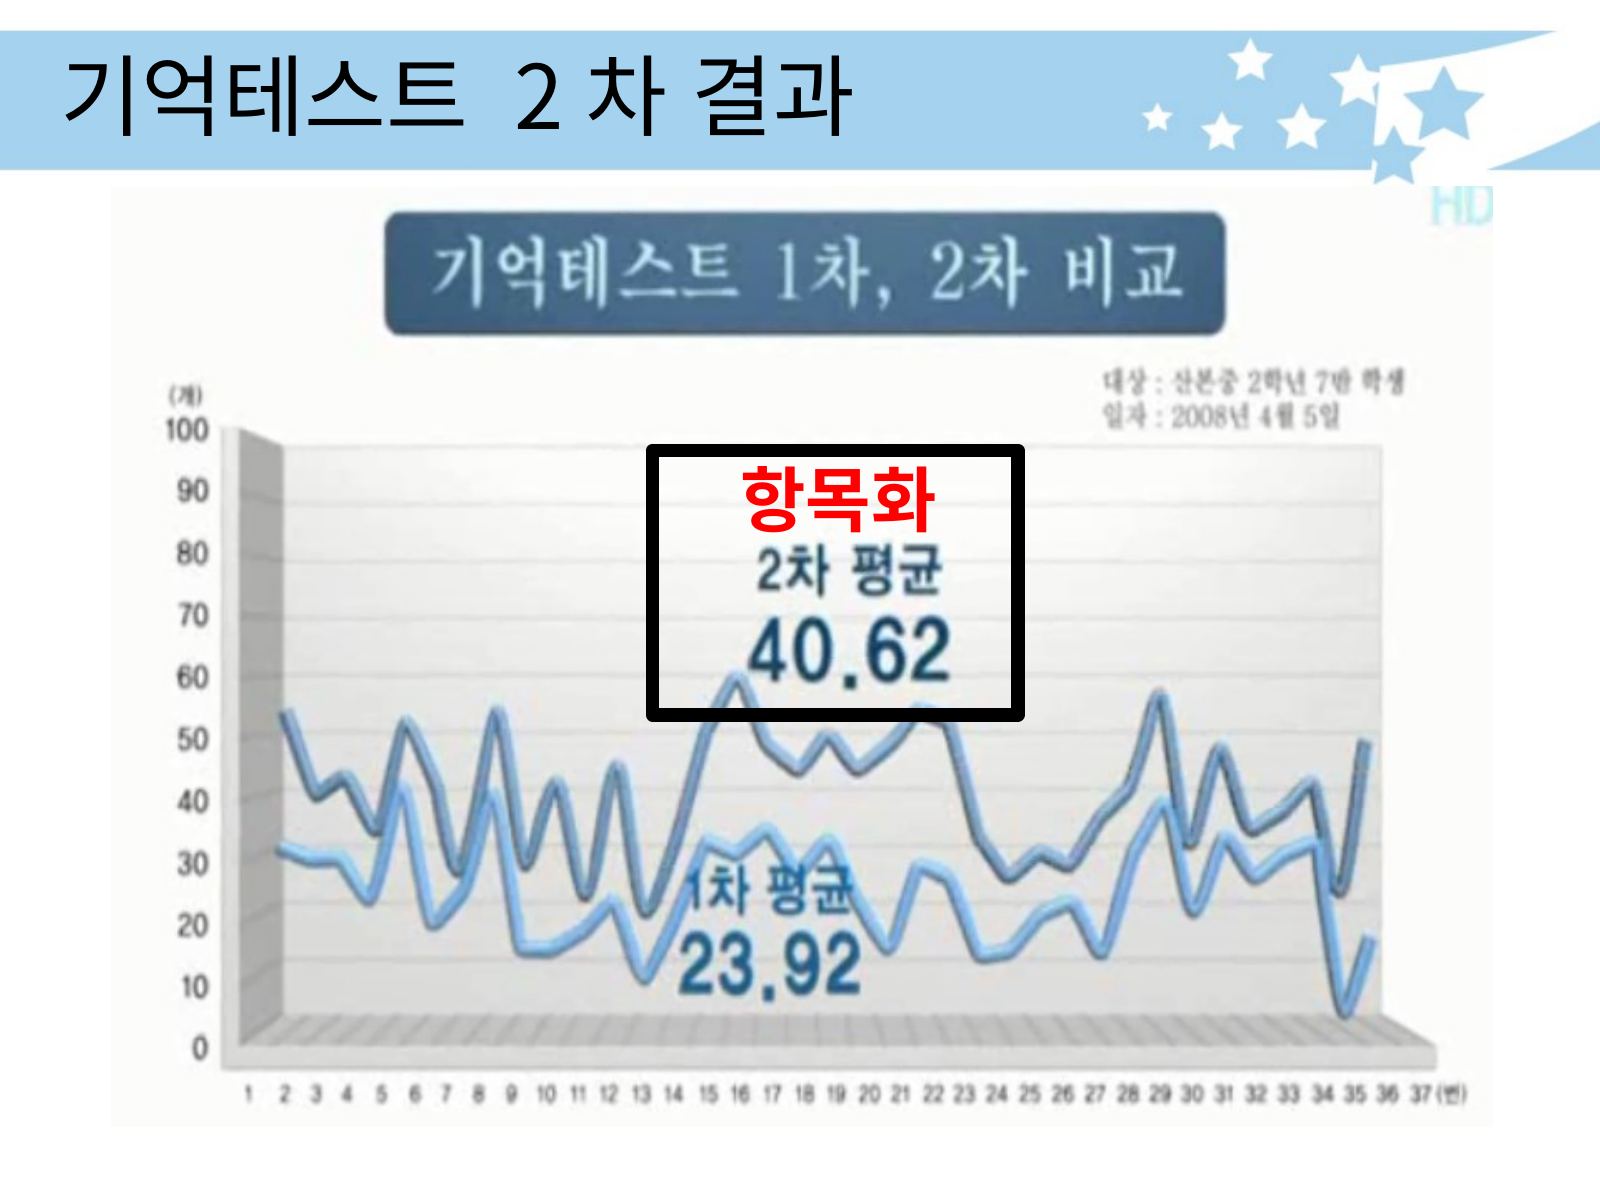 기억테스트 2 차 결과
HD
기억테스트 1차, 2차 비교
대상 : 산본중 2학년 7반 학생
일자 : 2008년 4월 5일
(개)
100
90
80
70
60
50
40
30
20
10
0
항목화
2차 평균
40.62
1차 평균
23.92
1 2 3 4 5 6 7 8 9 10 11 12 13 14 15 16 17 18 19 20 21 22 23 24 25 26 27 28 29 30 31 32 33 34 35 36 37 (번)